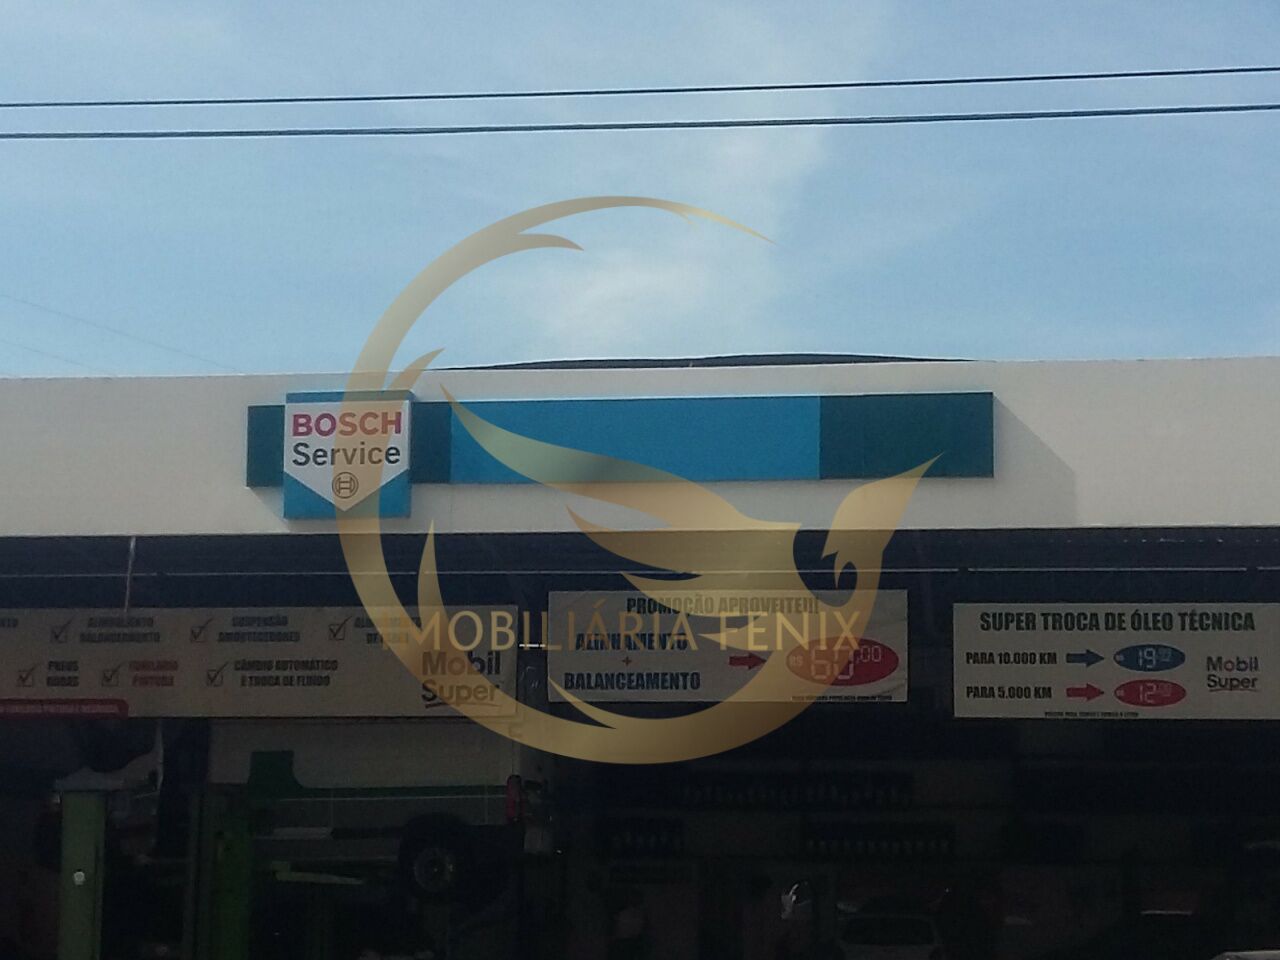 BOSCH
Service
ALINHAMENTO
BALANCEAMENTO
SUSPENSÃO
AMORTECEDORES
PNEUS
RODAS
FUNILARIA
PINTURA
CÂMBIO AUTOMÁTICO
E TROCA DE FLUIDO
Mobil
Super
PROMOÇÃO APROVEITE!!!
ALINHAMENTO
+
BALANCEAMENTO
R$ 60,00
IMOBILIÁRIA FENIX
SUPER TROCA DE ÓLEO TÉCNICA
PARA 10.000 KM
PARA 5.000 KM
Mobil
Super